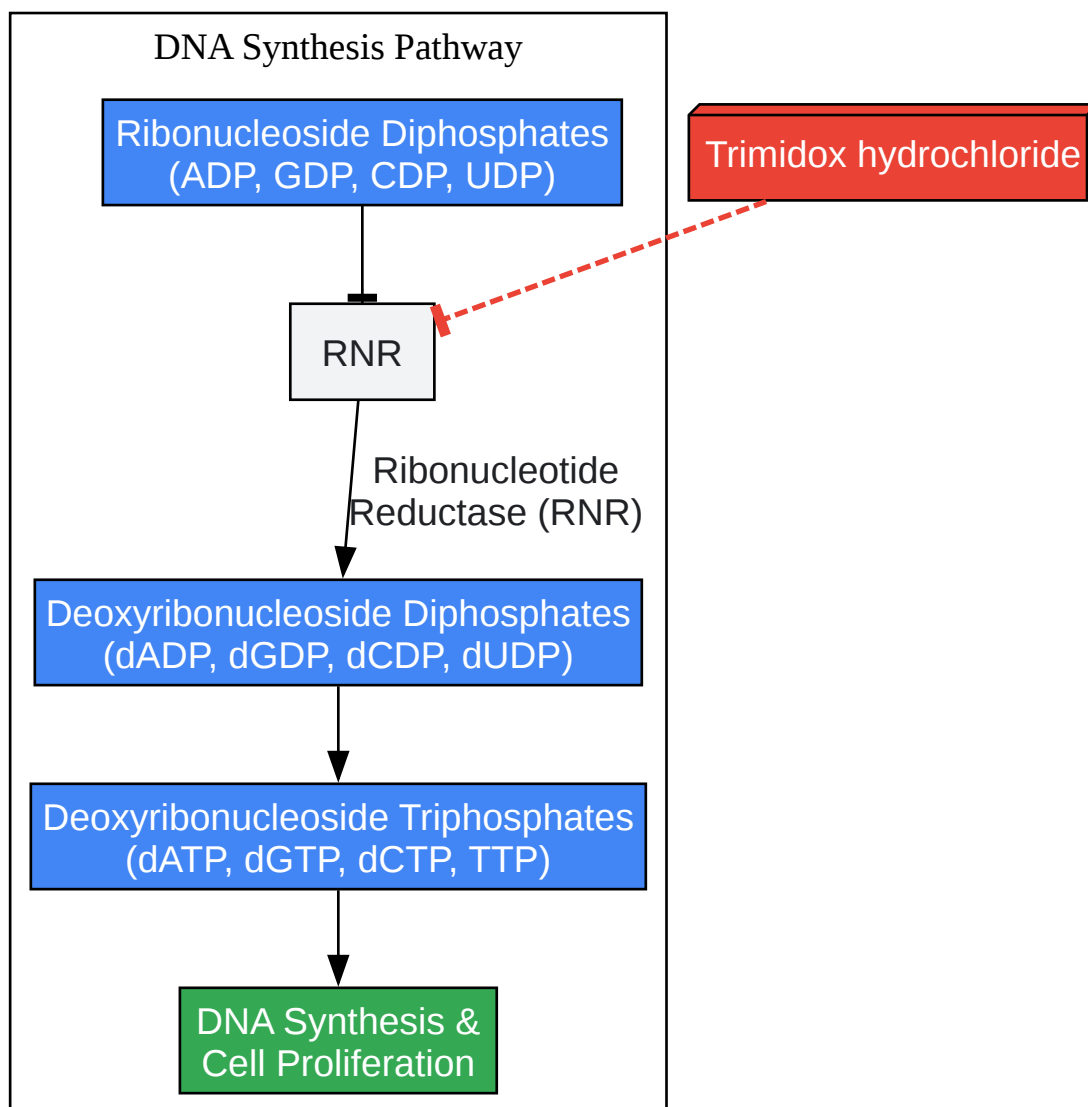 DNA Synthesis Pathway
Ribonucleoside Diphosphates
(ADP, GDP, CDP, UDP)
Trimidox hydrochloride
RNR
Ribonucleotide
Reductase (RNR)
Deoxyribonucleoside Diphosphates
(dADP, dGDP, dCDP, dUDP)
Deoxyribonucleoside Triphosphates
(dATP, dGTP, dCTP, TTP)
DNA Synthesis &
Cell Proliferation